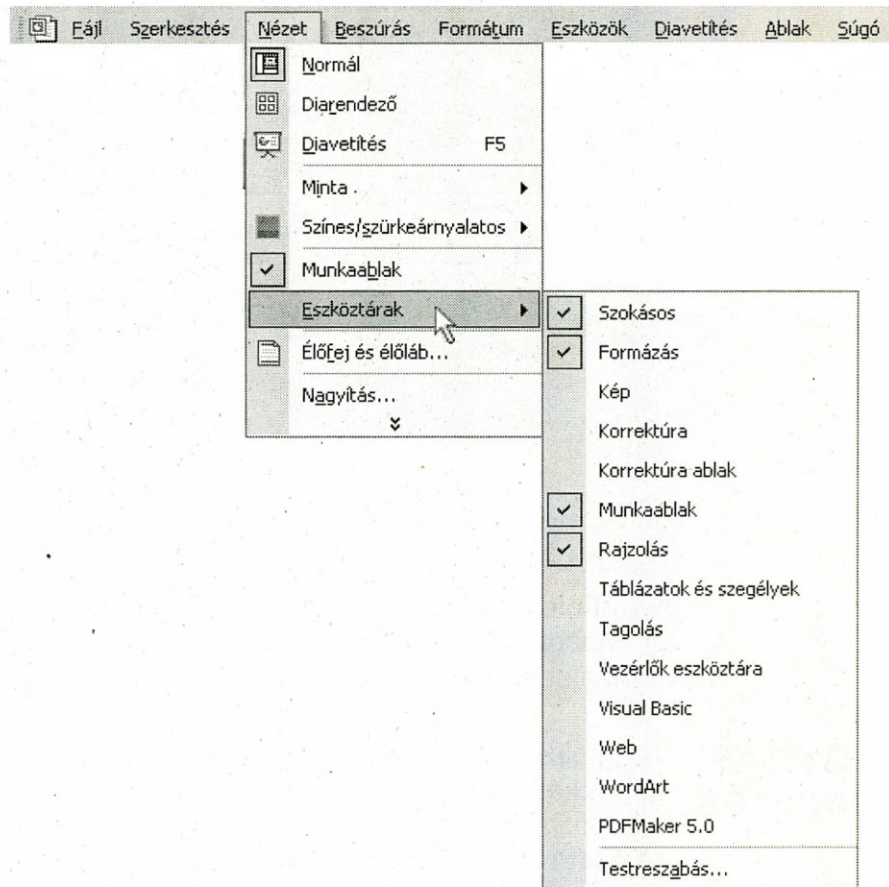 Fájl Szerkesztés Nézet Beszúrás Formátum Eszközök Diavetítés Ablak Súgó
Normál
Diarendező
Diavetítés F5
Minta
Színes/szürkeárnyalatos
Munkaablak
Eszköztárak
Élőfej és élőláb...
Nagyítás...
Szokásos
Formázás
Kép
Korrektúra
Korrektúra ablak
Munkaablak
Rajzolás
Táblázatok és szegélyek
Tagolás
Vezérlők eszköztára
Visual Basic
Web
WordArt
PDFMaker 5.0
Testreszabás...